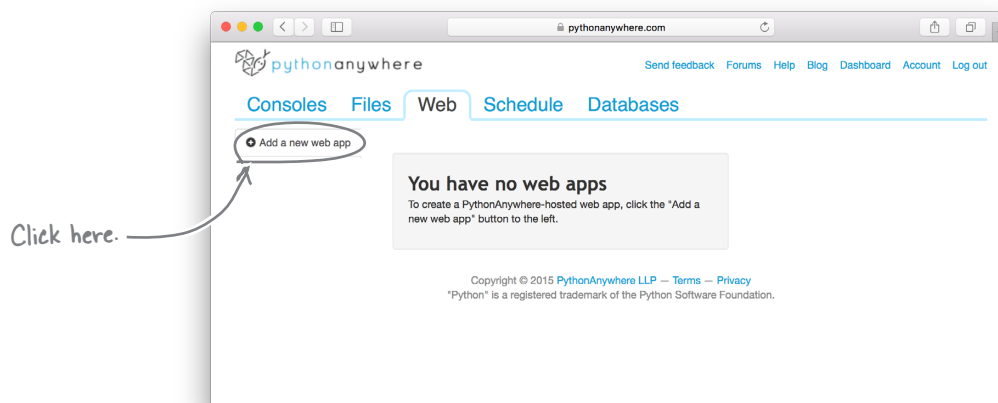 pythonanywhere.com
pythonanywhere
Send feedback Forums Help Blog Dashboard Account Log out
Consoles Files Web Schedule Databases
Add a new web app
You have no web apps
To create a PythonAnywhere-hosted web app, click the "Add a
new web app" button to the left.
Click here.
Copyright © 2015 PythonAnywhere LLP — Terms — Privacy
"Python" is a registered trademark of the Python Software Foundation.